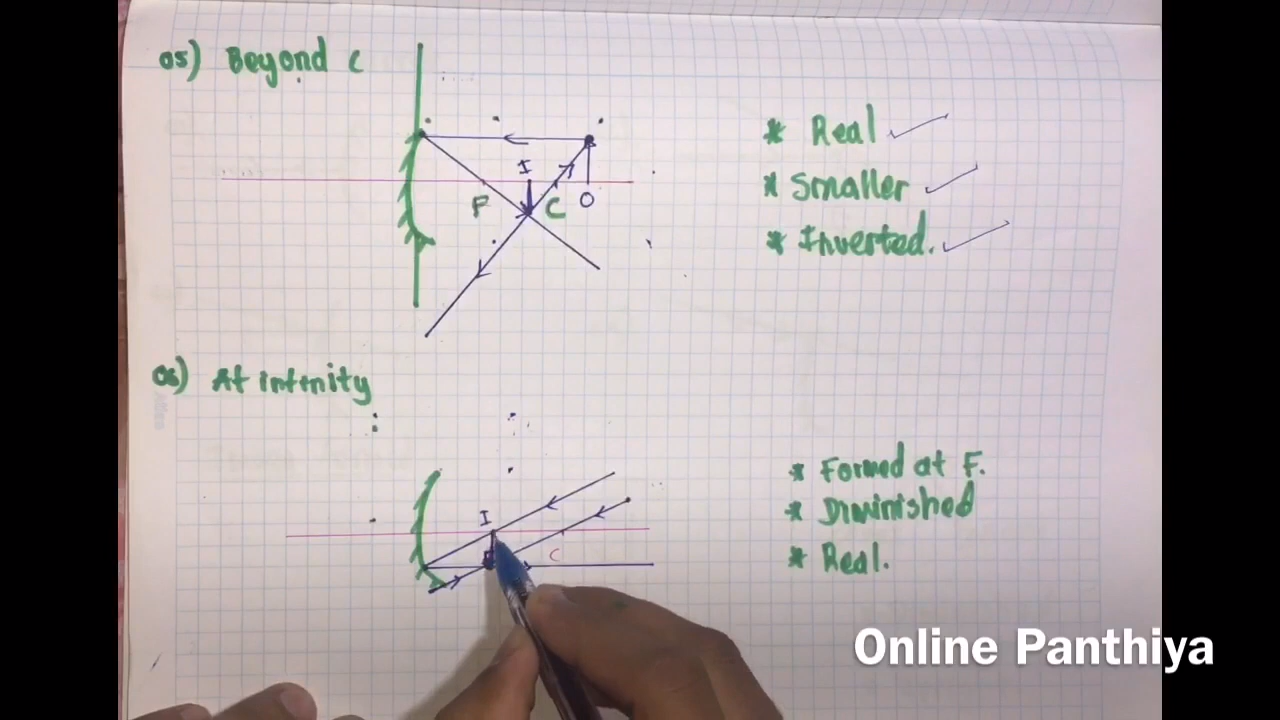 05) Beyond C
I
F
C
O
* Real
* Smaller
* Inverted.
06) At infinity
I
C
* Formed at F.
* Diminished
* Real.
Online Panthiya